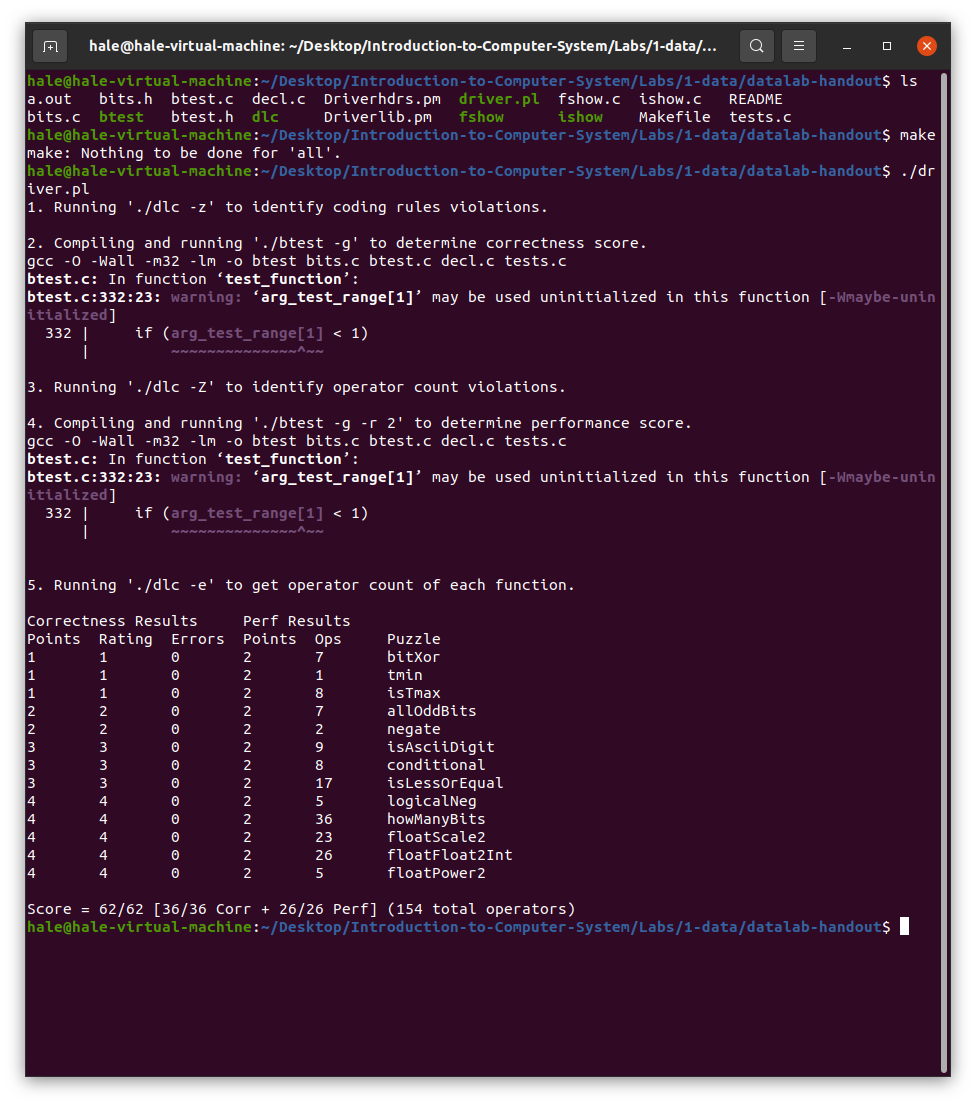 hale@hale-virtual-machine: ~/Desktop/Introduction-to-Computer-System/Labs/1-data/...
hale@hale-virtual-machine:~/Desktop/Introduction-to-Computer-System/Labs/1-data/datalab-handout$ ls
a.out   bits.h  btest.c  decl.c  Driverhdrs.pm  driver.pl  fshow.c  ishow.c   README
bits.c  btest   btest.h  dlc     Driverlib.pm   fshow      ishow    Makefile  tests.c
hale@hale-virtual-machine:~/Desktop/Introduction-to-Computer-System/Labs/1-data/datalab-handout$ make
make: Nothing to be done for 'all'.
hale@hale-virtual-machine:~/Desktop/Introduction-to-Computer-System/Labs/1-data/datalab-handout$ ./dr
iver.pl
1. Running './dlc -z' to identify coding rules violations.
2. Compiling and running './btest -g' to determine correctness score.
gcc -O -Wall -m32 -lm -o btest bits.c btest.c decl.c tests.c
btest.c: In function ‘test_function’:
btest.c:332:23: warning: ‘arg_test_range[1]’ may be used uninitialized in this function [-Wmaybe-unin
itialized]
  332 |     if (arg_test_range[1] < 1)
      |         ~~~~~~~~~~~~~~^~~
3. Running './dlc -Z' to identify operator count violations.
4. Compiling and running './btest -g -r 2' to determine performance score.
gcc -O -Wall -m32 -lm -o btest bits.c btest.c decl.c tests.c
btest.c: In function ‘test_function’:
btest.c:332:23: warning: ‘arg_test_range[1]’ may be used uninitialized in this function [-Wmaybe-unin
itialized]
  332 |     if (arg_test_range[1] < 1)
      |         ~~~~~~~~~~~~~~^~~
5. Running './dlc -e' to get operator count of each function.
Correctness Results     Perf Results
Points  Rating  Errors  Points  Ops     Puzzle
1       1       0       2       7       bitXor
1       1       0       2       1       tmin
1       1       0       2       8       isTmax
2       2       0       2       7       allOddBits
2       2       0       2       2       negate
3       3       0       2       9       isAsciiDigit
3       3       0       2       8       conditional
3       3       0       2       17      isLessOrEqual
4       4       0       2       5       logicalNeg
4       4       0       2       36      howManyBits
4       4       0       2       23      floatScale2
4       4       0       2       26      floatFloat2Int
4       4       0       2       5       floatPower2
Score = 62/62 [36/36 Corr + 26/26 Perf] (154 total operators)
hale@hale-virtual-machine:~/Desktop/Introduction-to-Computer-System/Labs/1-data/datalab-handout$